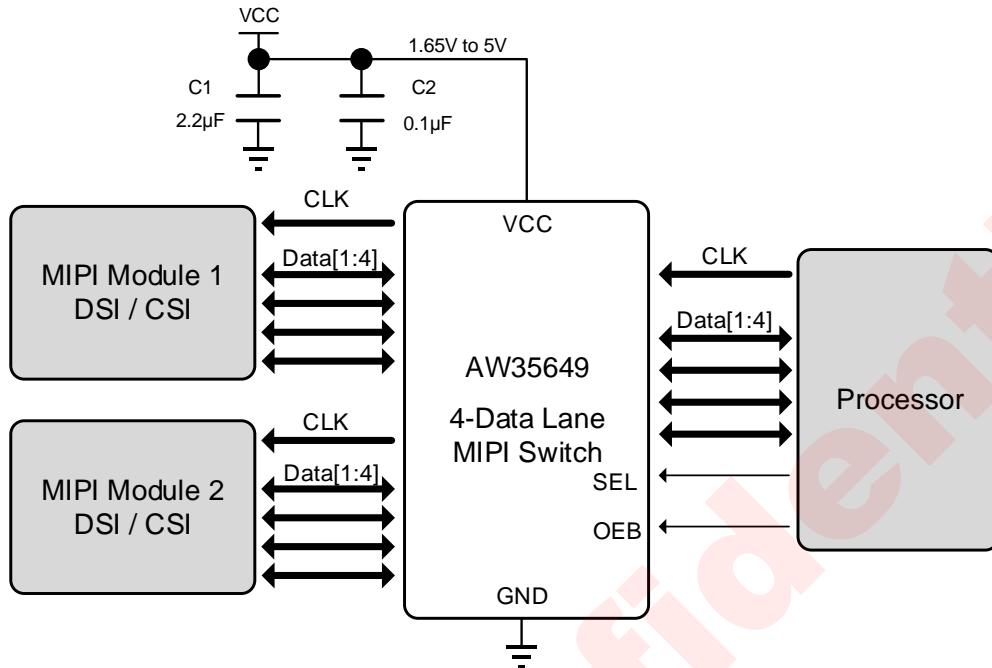 VCC
1.65V to 5V
C1
2.2µF
C2
0.1µF
MIPI Module 1
DSI / CSI
CLK
Data[1:4]
MIPI Module 2
DSI / CSI
CLK
Data[1:4]
VCC
AW35649
4-Data Lane
MIPI Switch
SEL
OEB
GND
CLK
Data[1:4]
Processor
fident